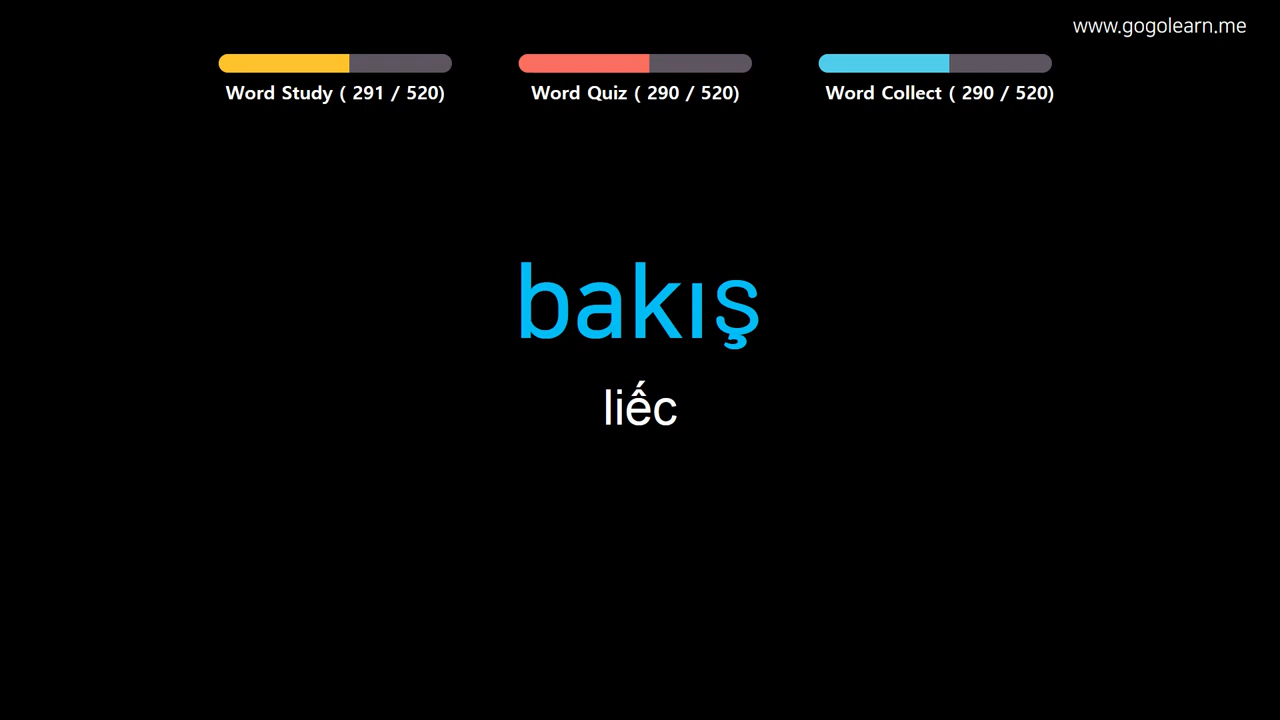 www.gogolearn.me
Word Study ( 291 / 520)
Word Quiz ( 290 / 520)
Word Collect ( 290 / 520)
bakış
liếc